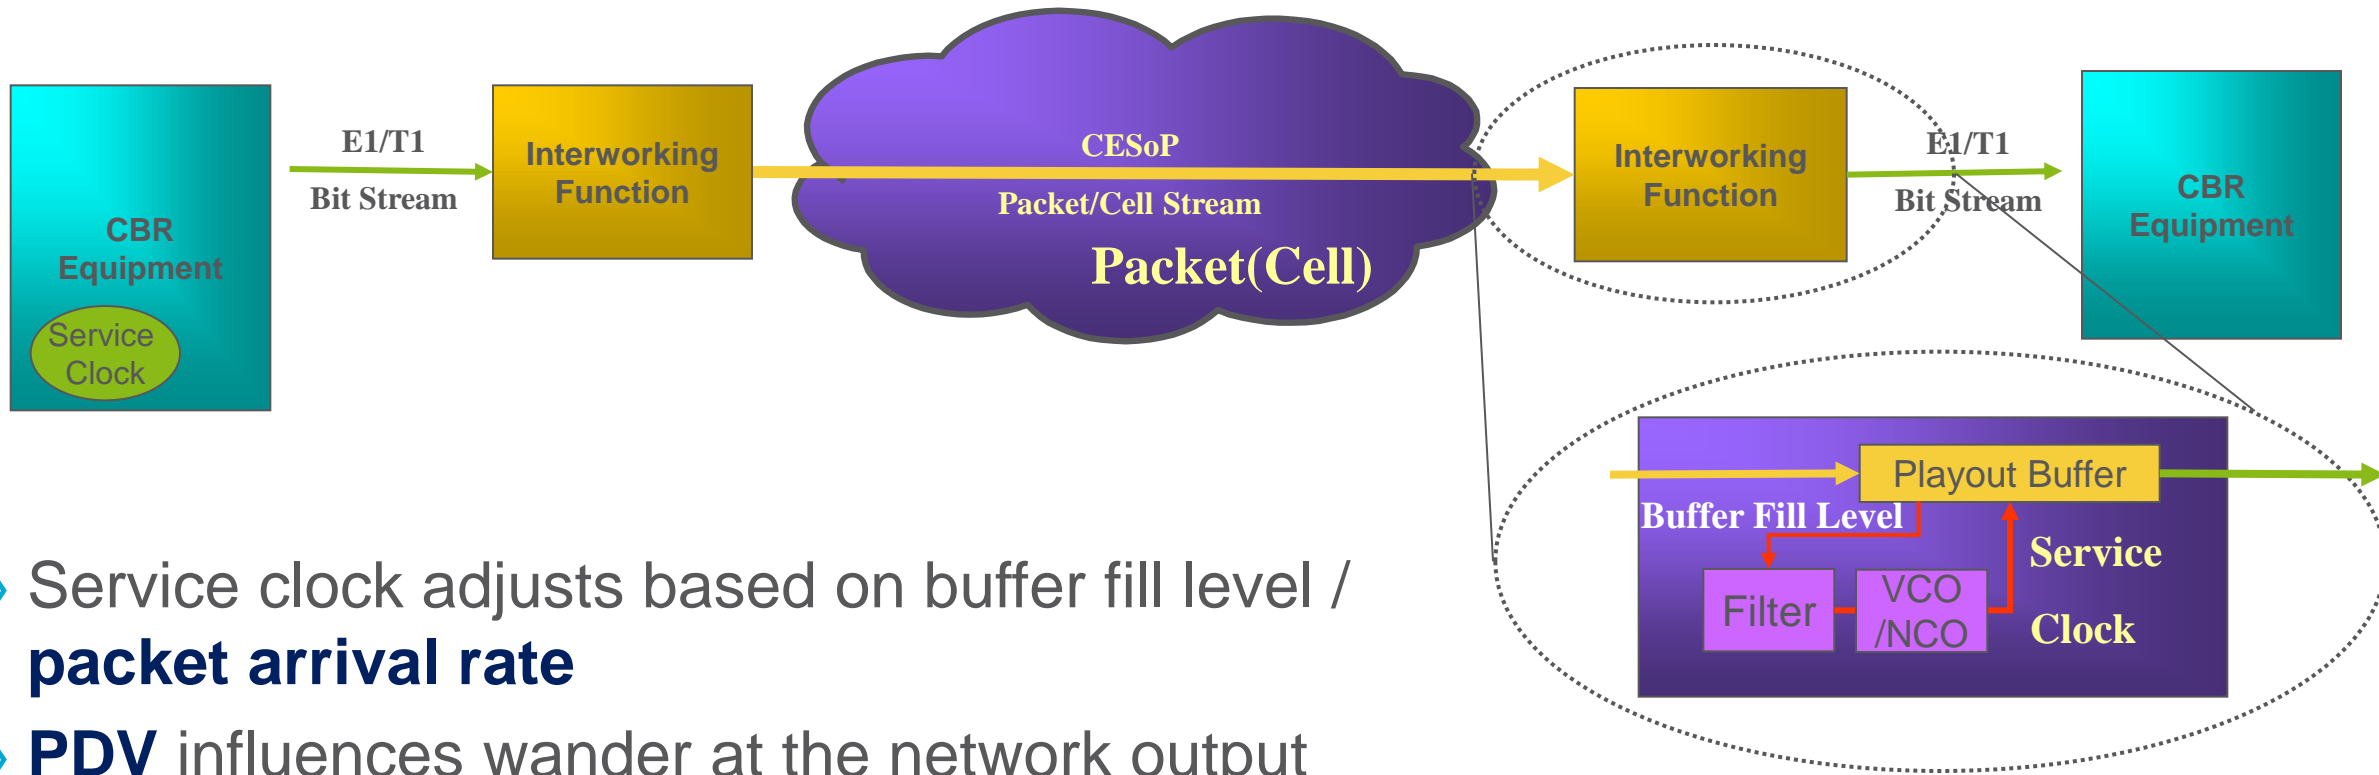 CBR
Equipment
Service
Clock
E1/T1
Bit Stream
Interworking
Function
CESoP
Packet/Cell Stream
Packet(Cell)
Interworking
Function
E1/T1
Bit Stream
CBR
Equipment
Playout Buffer
Buffer Fill Level
Filter
VCO
/NCO
Service
Clock
Service clock adjusts based on buffer fill level /
packet arrival rate
PDV influences wander at the network output